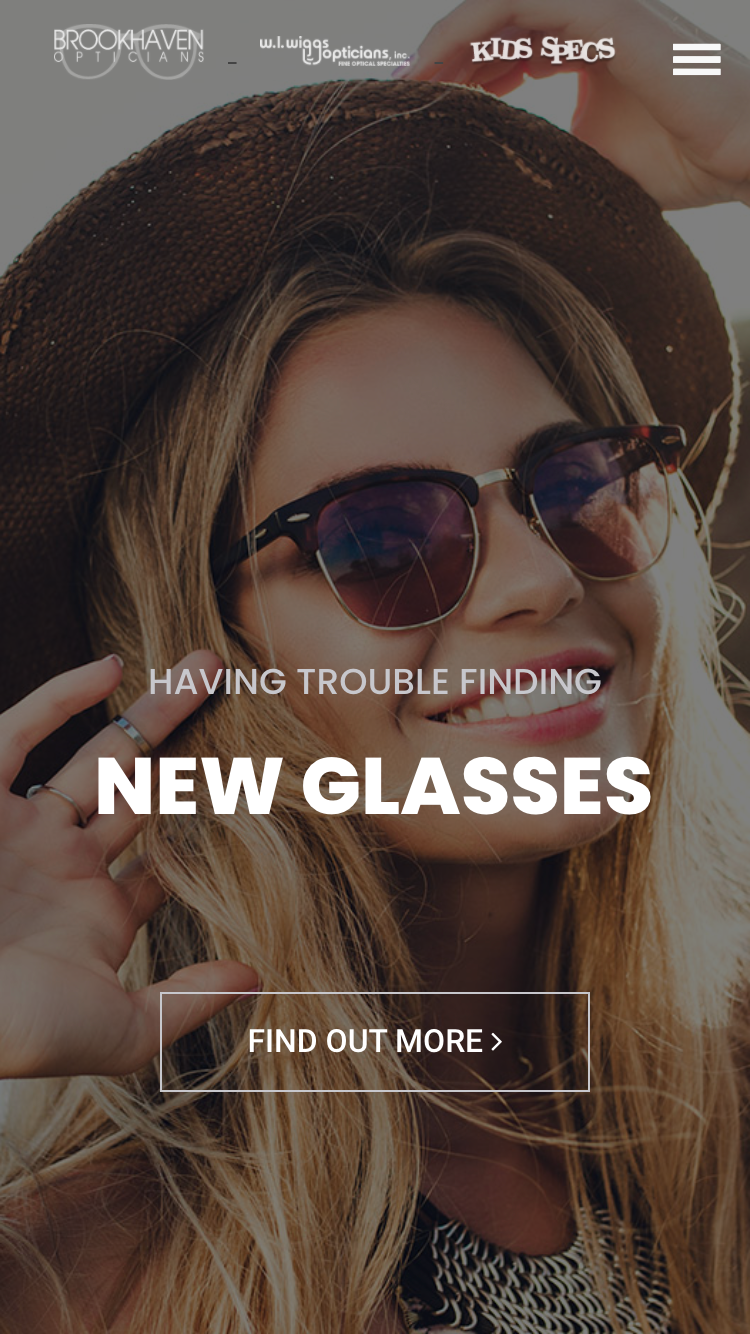 BROOKHAVEN
OPTICIANS
w.l.wiggs
opticians, inc.
FINE OPTICAL SPECIALTIES
KIDS SPECS
HAVING TROUBLE FINDING
NEW GLASSES
FIND OUT MORE >